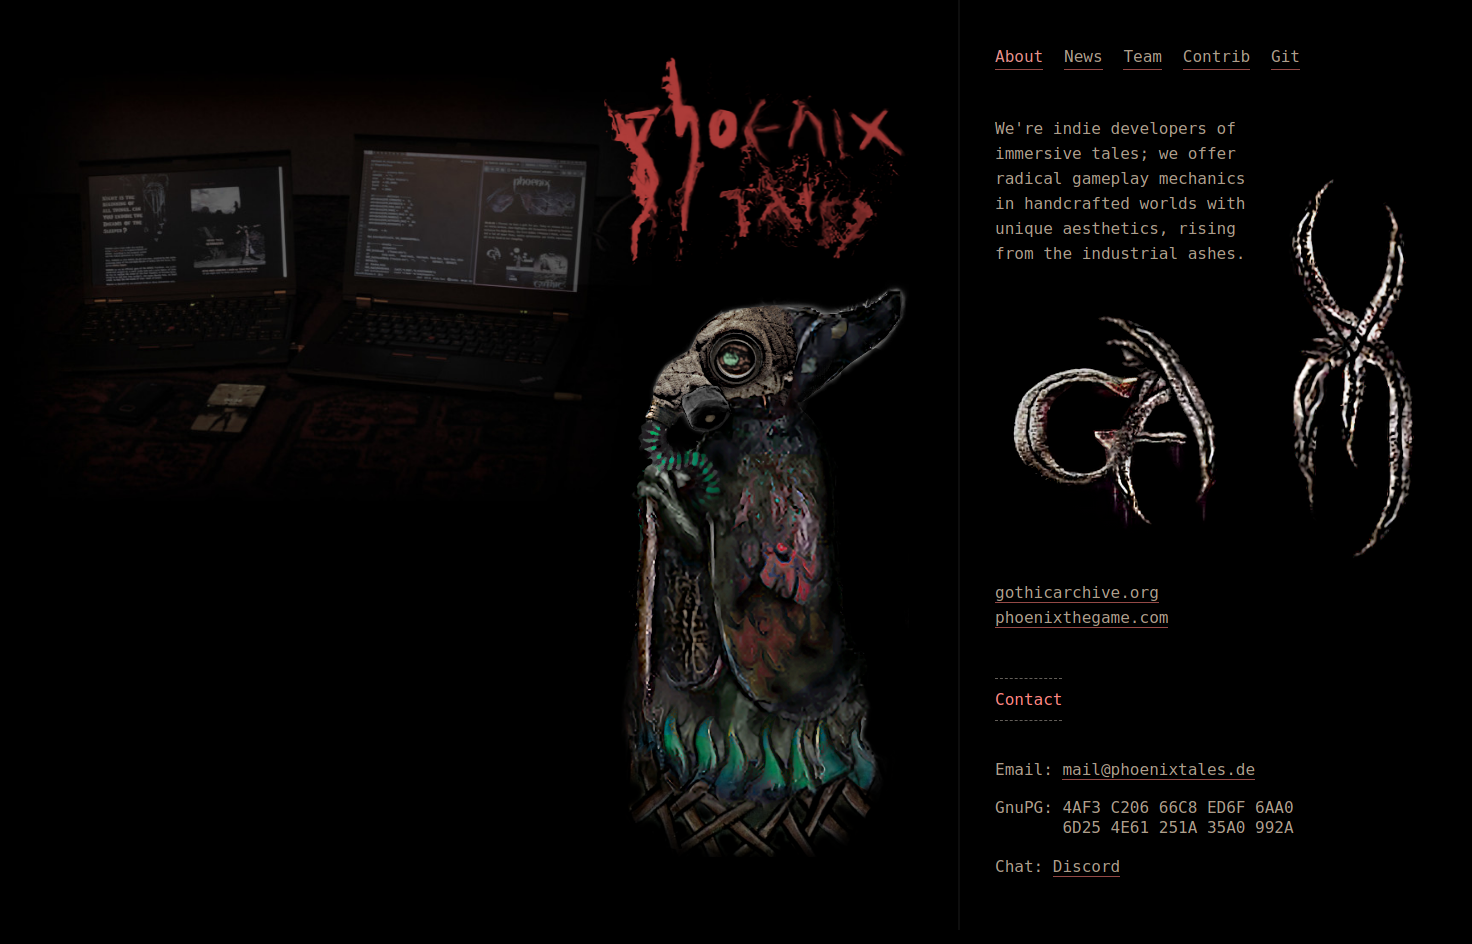 phoenix
TALES
About News Team Contrib Git
We're indie developers of
immersive tales; we offer
radical gameplay mechanics
in handcrafted worlds with
unique aesthetics, rising
from the industrial ashes.
GA
gothicarchive.org
phoenixthegame.com
Contact
Email: mail@phoenixtales.de
GnuPG: 4AF3 C206 66C8 ED6F 6AA0
6D25 4E61 251A 35A0 992A
Chat: Discord